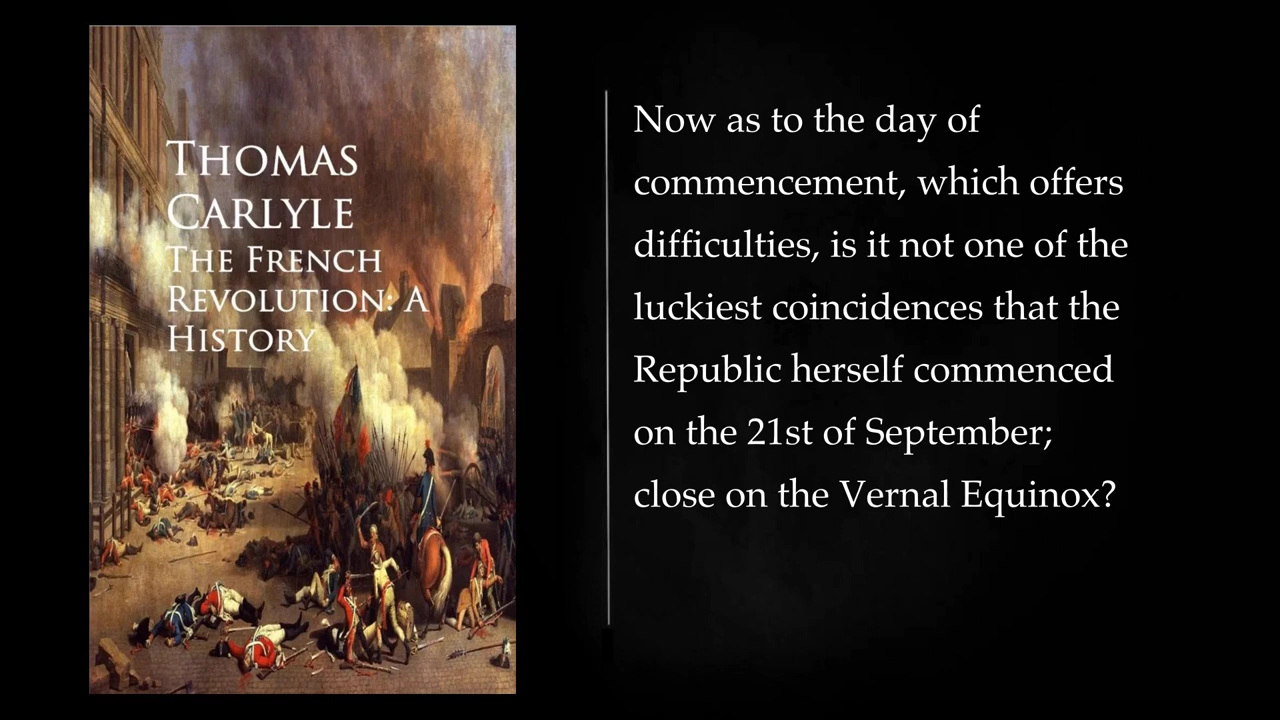 THOMAS
CARLYLE
THE FRENCH
REVOLUTION: A
HISTORY
Now as to the day of
commencement, which offers
difficulties, is it not one of the
luckiest coincidences that the
Republic herself commenced
on the 21st of September;
close on the Vernal Equinox?